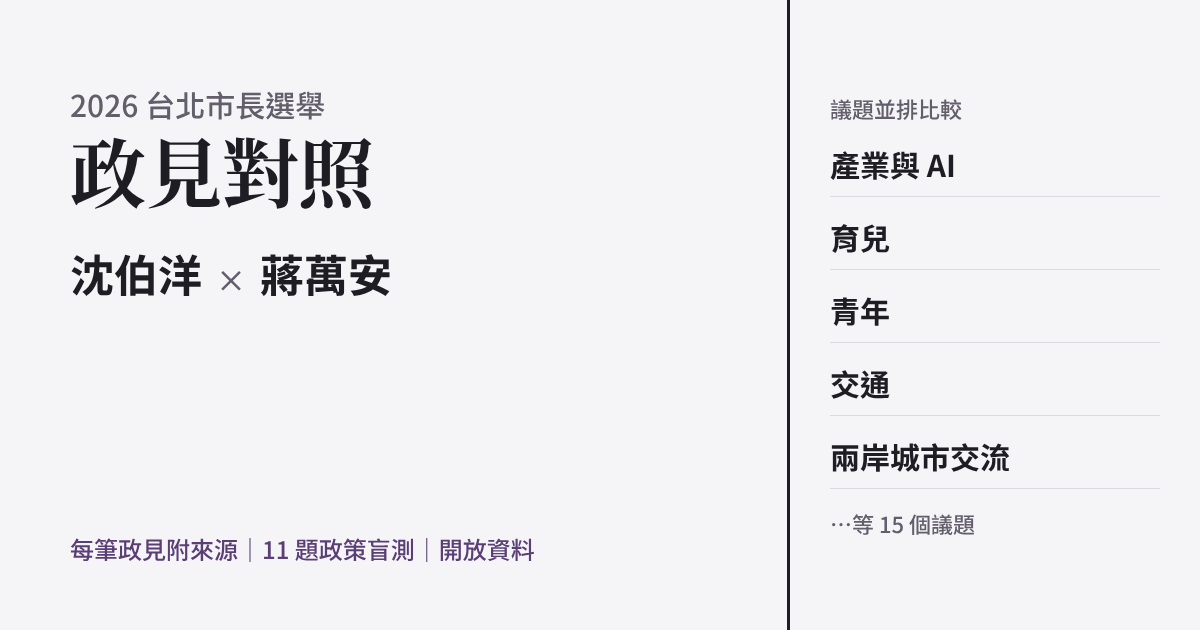 2026 台北市長選舉
政見對照
沈伯洋 × 蔣萬安
每筆政見附來源｜11 題政策盲測｜開放資料
議題並排比較
產業與 AI
育兒
青年
交通
兩岸城市交流
…等 15 個議題